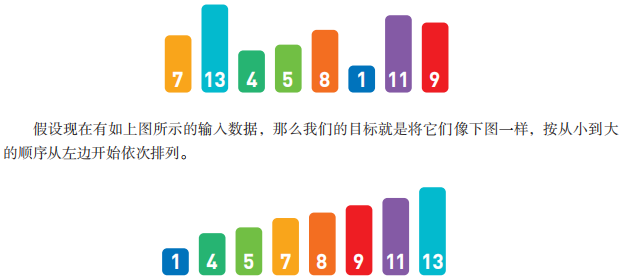 7 13 4 5 8 1 11 9
假设现在有如上图所示的输入数据，那么我们的目标就是将它们像下图一样，按从小到大
的顺序从左边开始依次排列。
1 4 5 7 8 9 11 13